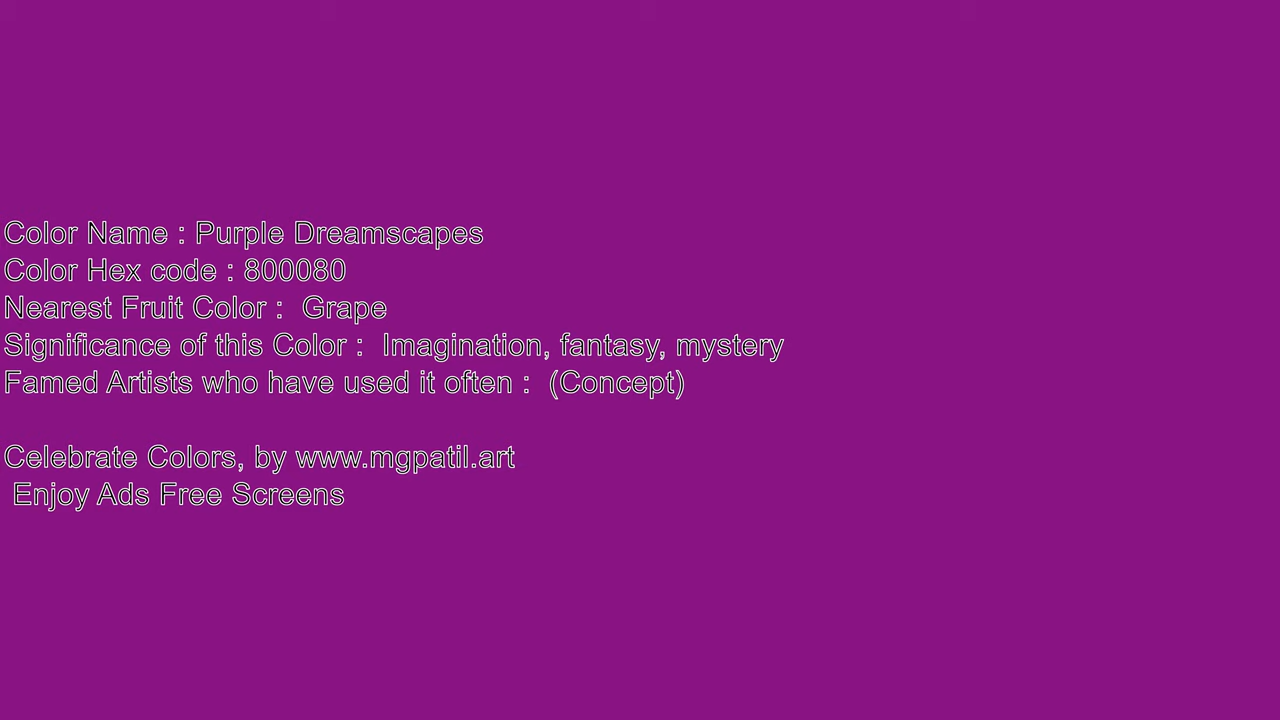 Color Name : Purple Dreamscapes
Color Hex code : 800080
Nearest Fruit Color :  Grape
Significance of this Color :  Imagination, fantasy, mystery
Famed Artists who have used it often :  (Concept)
Celebrate Colors, by www.mgpatil.art
Enjoy Ads Free Screens